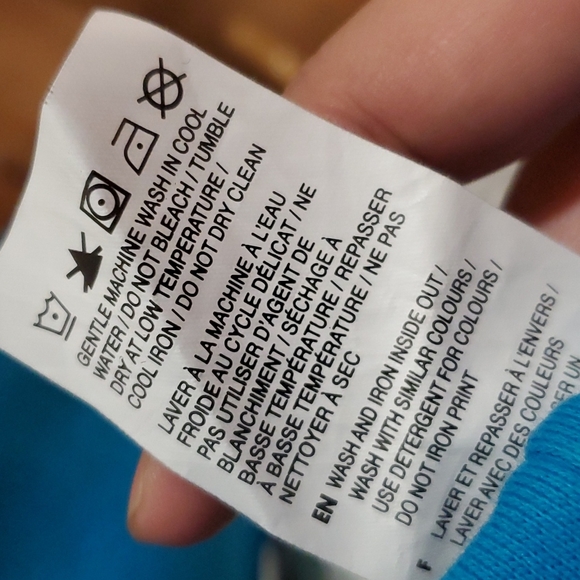 GENTLE MACHINE WASH IN COOL
WATER / DO NOT BLEACH / TUMBLE
DRY AT LOW TEMPERATURE /
COOL IRON / DO NOT DRY CLEAN
LAVER À LA MACHINE À L'EAU
FROIDE AU CYCLE DÉLICAT / NE
PAS UTILISER D'AGENT DE
BLANCHIMENT / SÉCHAGE À
BASSE TEMPÉRATURE / REPASSER
À BASSE TEMPÉRATURE / NE PAS
NETTOYER À SEC
EN WASH AND IRON INSIDE OUT /
WASH WITH SIMILAR COLOURS /
USE DETERGENT FOR COLOURS /
DO NOT IRON PRINT
F LAVER ET REPASSER À L'ENVERS /
LAVER AVEC DES COULEURS
UN